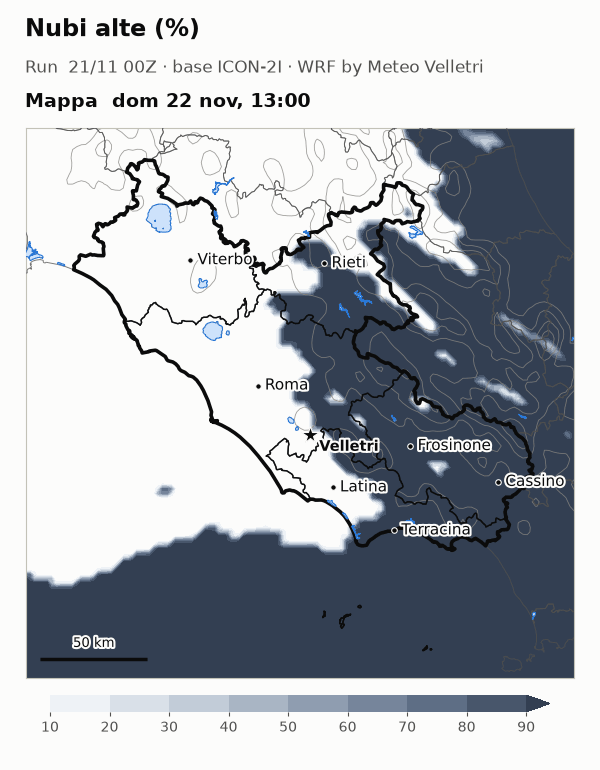 Nubi alte (%)
Run 21/11 00Z · base ICON-2I · WRF by Meteo Velletri
Mappa dom 22 nov, 13:00
Viterbo
Rieti
Roma
Velletri
Frosinone
Cassino
Latina
Terracina
50 km
10 20 30 40 50 60 70 80 90